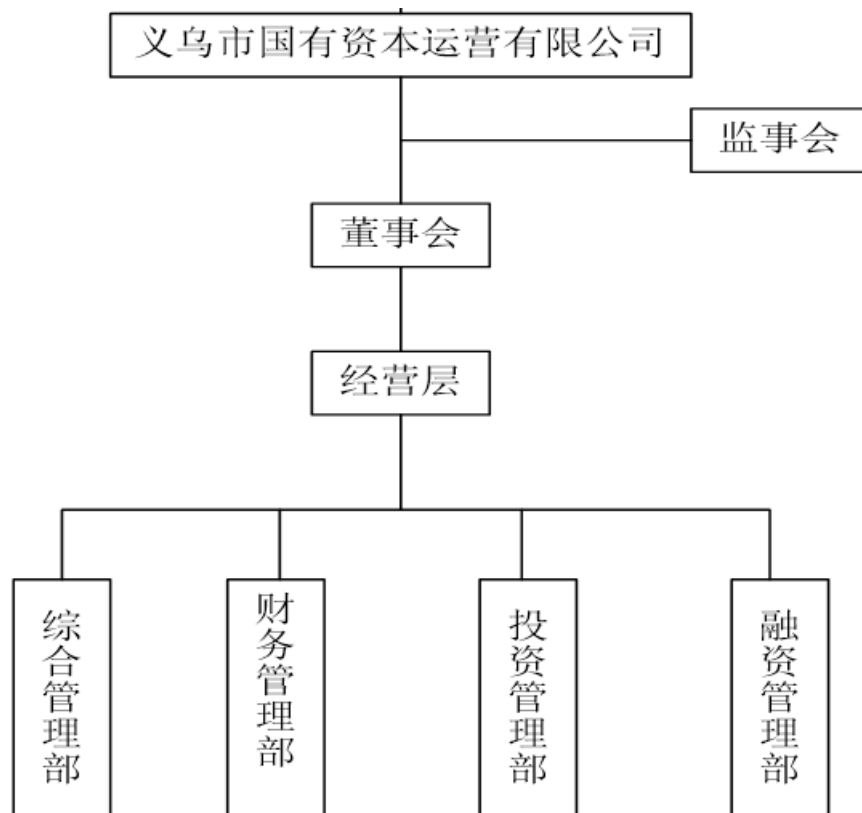 义乌市国有资本运营有限公司
监事会
董事会
经营层
综合管理部
财务管理部
投资管理部
融资管理部